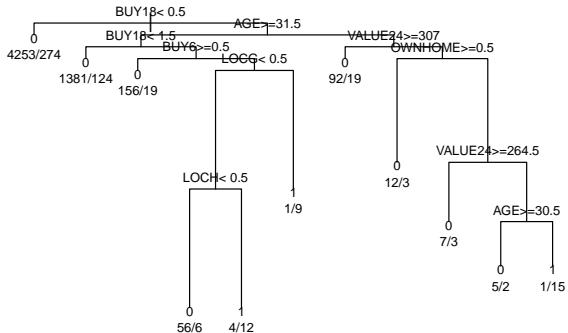 BUY18< 0.5
AGE>=31.5
0
4253/274
BUY18< 1.5
VALUE24>=307
0
1381/124
BUY6>=0.5
0
92/19
OWNHOME>=0.5
0
156/19
LOCG< 0.5
0
12/3
VALUE24>=264.5
LOCH< 0.5
1
1/9
0
7/3
AGE>=30.5
0
5/2
1
1/15
0
56/6
1
4/12